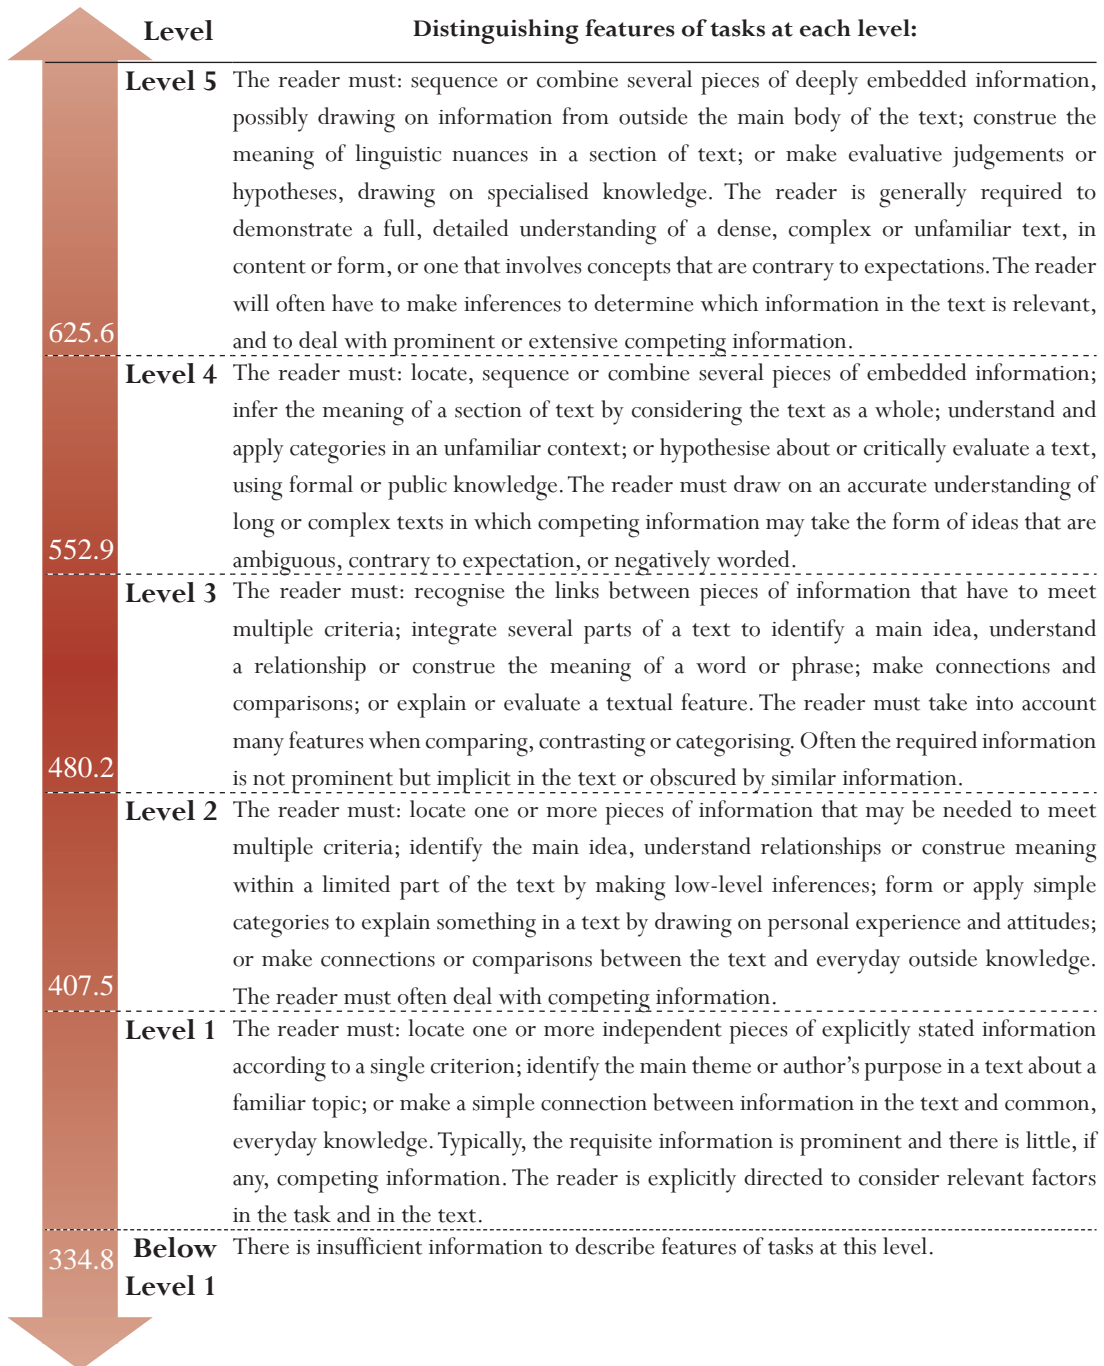 Level Distinguishing features of tasks at each level:
Level 5 The reader must: sequence or combine several pieces of deeply embedded information,
possibly drawing on information from outside the main body of the text; construe the
meaning of linguistic nuances in a section of text; or make evaluative judgements or
hypotheses, drawing on specialised knowledge. The reader is generally required to
demonstrate a full, detailed understanding of a dense, complex or unfamiliar text, in
content or form, or one that involves concepts that are contrary to expectations. The reader
will often have to make inferences to determine which information in the text is relevant,
625.6 and to deal with prominent or extensive competing information.
Level 4 The reader must: locate, sequence or combine several pieces of embedded information;
infer the meaning of a section of text by considering the text as a whole; understand and
apply categories in an unfamiliar context; or hypothesise about or critically evaluate a text,
using formal or public knowledge. The reader must draw on an accurate understanding of
long or complex texts in which competing information may take the form of ideas that are
552.9 ambiguous, contrary to expectation, or negatively worded.
Level 3 The reader must: recognise the links between pieces of information that have to meet
multiple criteria; integrate several parts of a text to identify a main idea, understand
a relationship or construe the meaning of a word or phrase; make connections and
comparisons; or explain or evaluate a textual feature. The reader must take into account
many features when comparing, contrasting or categorising. Often the required information
480.2 is not prominent but implicit in the text or obscured by similar information.
Level 2 The reader must: locate one or more pieces of information that may be needed to meet
multiple criteria; identify the main idea, understand relationships or construe meaning
within a limited part of the text by making low-level inferences; form or apply simple
categories to explain something in a text by drawing on personal experience and attitudes;
or make connections or comparisons between the text and everyday outside knowledge.
407.5 The reader must often deal with competing information.
Level 1 The reader must: locate one or more independent pieces of explicitly stated information
according to a single criterion; identify the main theme or author's purpose in a text about a
familiar topic; or make a simple connection between information in the text and common,
everyday knowledge. Typically, the requisite information is prominent and there is little, if
any, competing information. The reader is explicitly directed to consider relevant factors
in the task and in the text.
334.8 Below There is insufficient information to describe features of tasks at this level.
Level 1